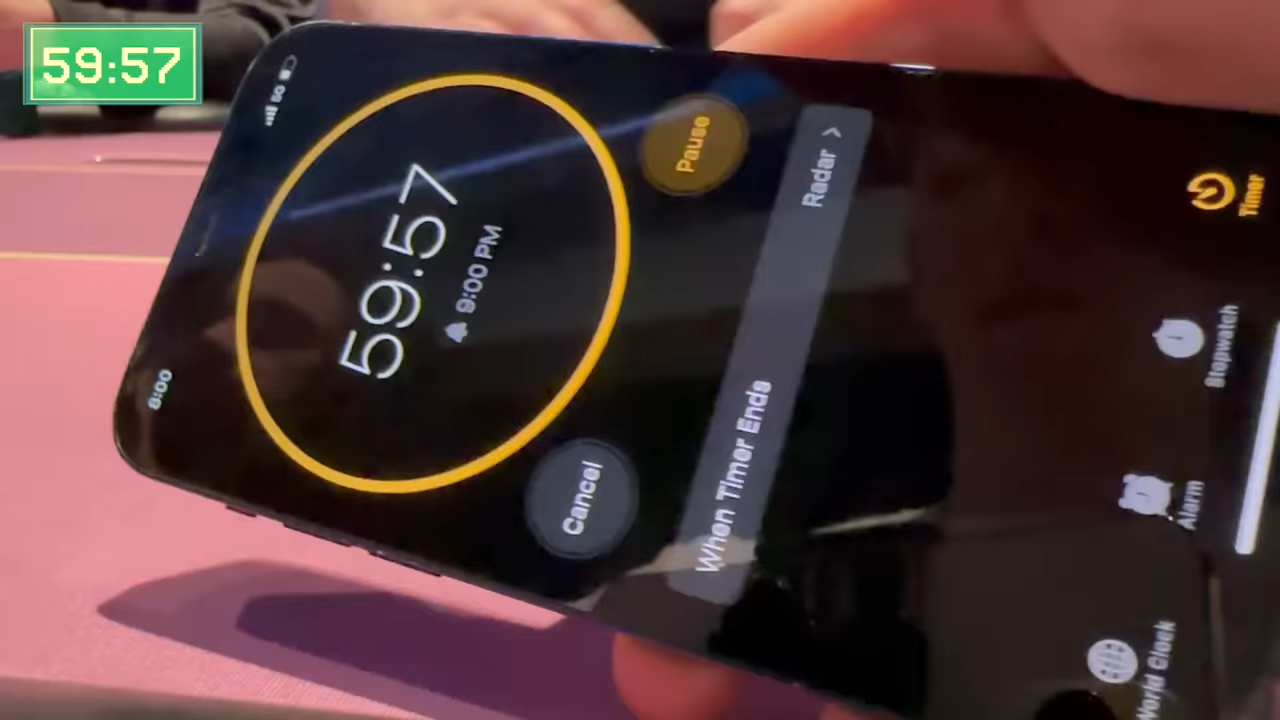 59:57
8:00
5G
59:57
9:00 PM
Cancel
Pause
When Timer Ends
Radar >
World Clock
Alarm
Stopwatch
Timer